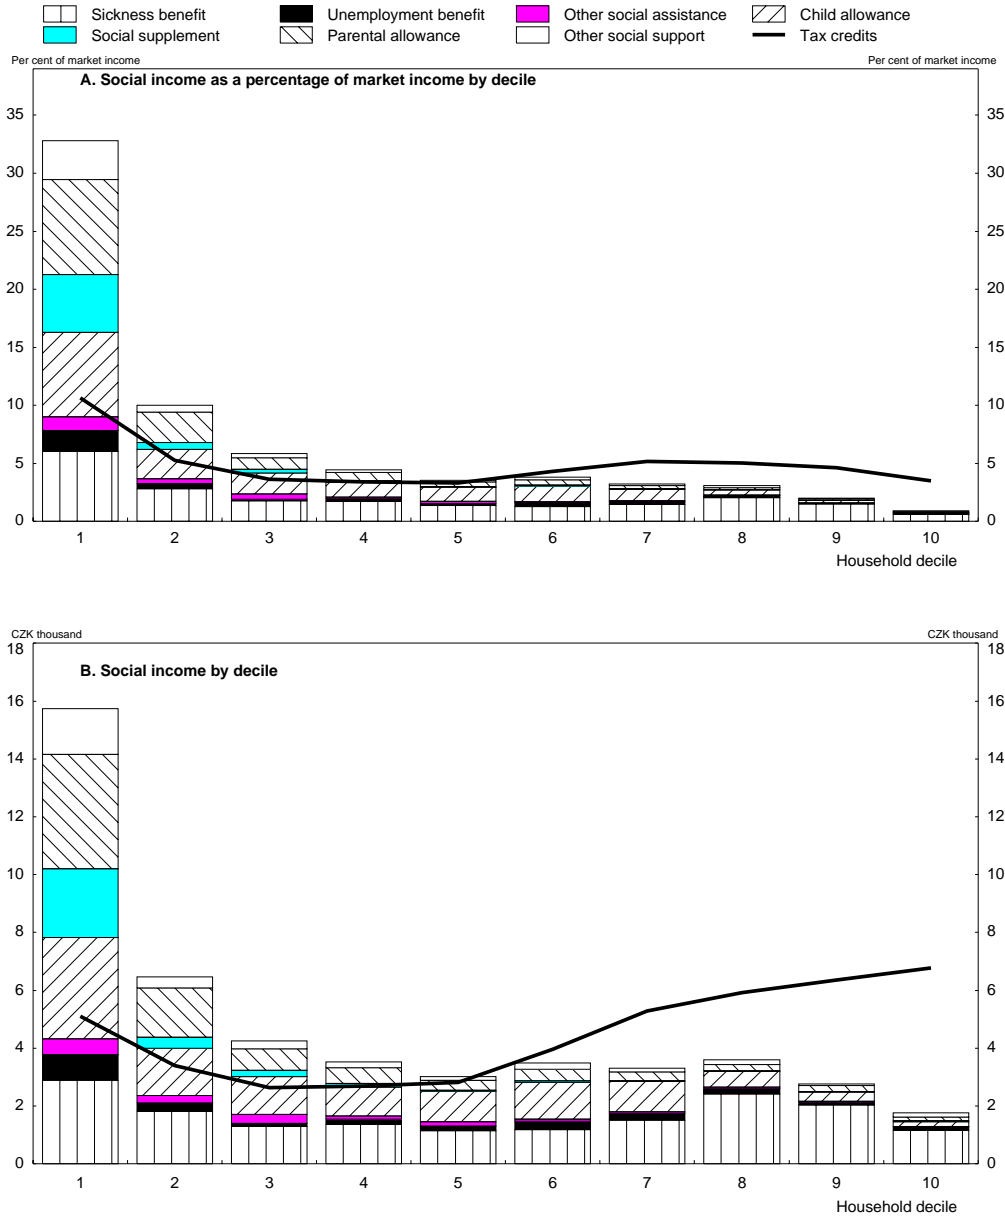 Sickness benefit Unemployment benefit Other social assistance Child allowance
Social supplement Parental allowance Other social support Tax credits
Per cent of market income Per cent of market income
A. Social income as a percentage of market income by decile
35 35
30 30
25 25
20 20
15 15
10 10
5 5
0 0
1 2 3 4 5 6 7 8 9 10
Household decile
CZK thousand CZK thousand
18 18
B. Social income by decile
16 16
14 14
12 12
10 10
8 8
6 6
4 4
2 2
0 0
1 2 3 4 5 6 7 8 9 10
Household decile